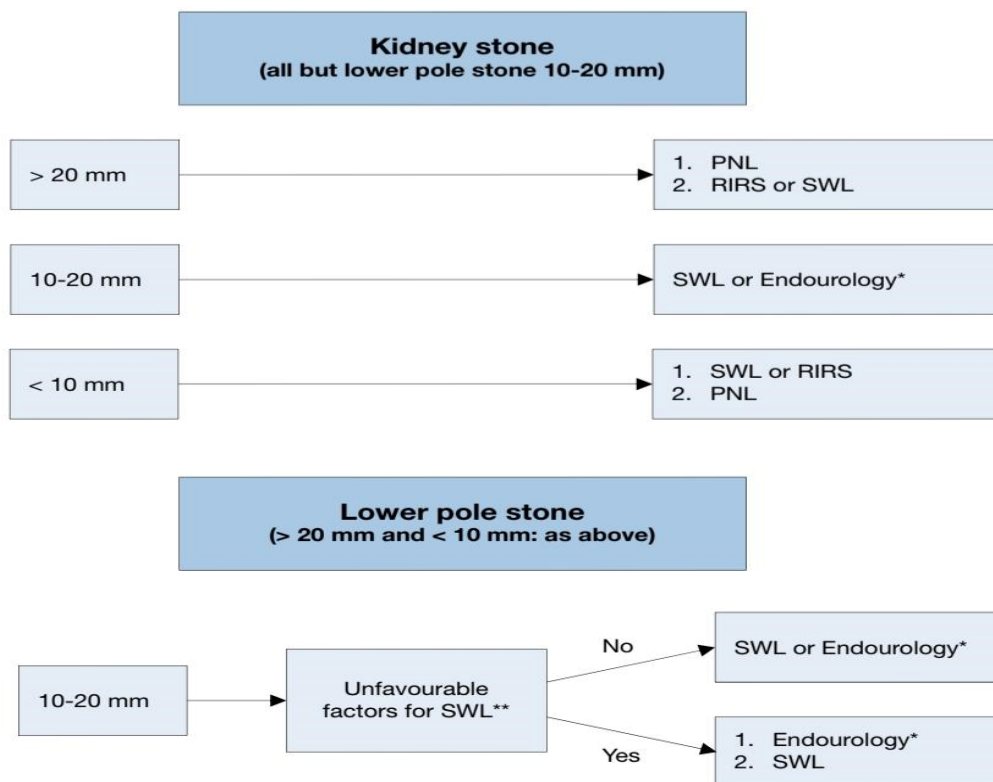 Kidney stone
(all but lower pole stone 10-20 mm)
> 20 mm
1. PNL
2. RIRS or SWL
10-20 mm
SWL or Endourology*
< 10 mm
1. SWL or RIRS
2. PNL
Lower pole stone
(> 20 mm and < 10 mm: as above)
No
SWL or Endourology*
10-20 mm
Unfavourable
factors for SWL**
Yes
1. Endourology*
2. SWL